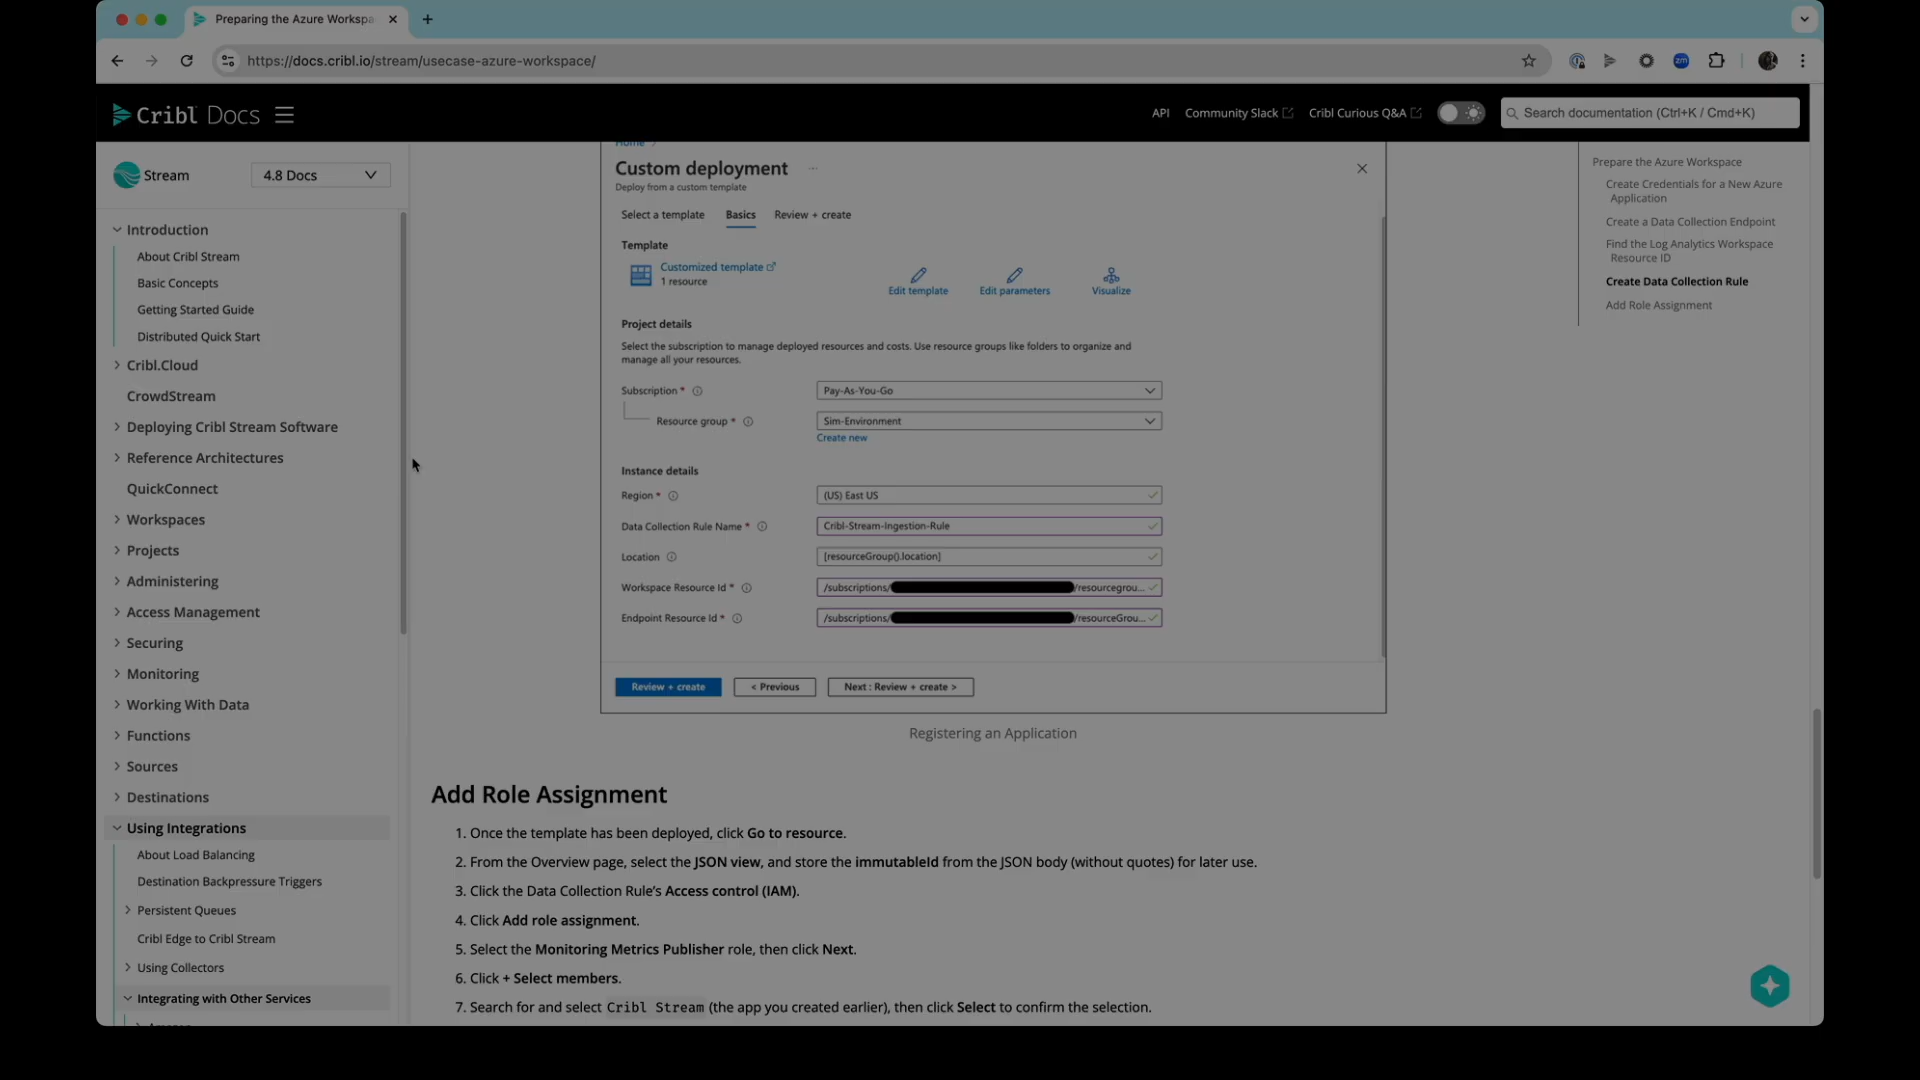 Preparing the Azure Workspa
https://docs.cribl.io/stream/usecase-azure-workspace/
zm
Cribl Docs
API
Community Slack
Cribl Curious Q&A
Search documentation (Ctrl+K / Cmd+K)
Stream
4.8 Docs
Introduction
About Cribl Stream
Basic Concepts
Getting Started Guide
Distributed Quick Start
Cribl.Cloud
CrowdStream
Deploying Cribl Stream Software
Reference Architectures
QuickConnect
Workspaces
Projects
Administering
Access Management
Securing
Monitoring
Working With Data
Functions
Sources
Destinations
Using Integrations
About Load Balancing
Destination Backpressure Triggers
Persistent Queues
Cribl Edge to Cribl Stream
Using Collectors
Integrating with Other Services
Home
Custom deployment
Deploy from a custom template
Select a template
Basics
Review + create
Template
Customized template
1 resource
Edit template
Edit parameters
Visualize
Project details
Select the subscription to manage deployed resources and costs. Use resource groups like folders to organize and
manage all your resources.
Subscription *
Pay-As-You-Go
Resource group *
Sim-Environment
Create new
Instance details
Region *
(US) East US
Data Collection Rule Name *
Cribl-Stream-Ingestion-Rule
Location
[resourceGroup().location]
Workspace Resource Id *
/subscriptions/ /resourcegrou...
Endpoint Resource Id *
/subscriptions/ /resourceGrou...
Review + create
< Previous
Next : Review + create >
Registering an Application
Add Role Assignment
1. Once the template has been deployed, click Go to resource.
2. From the Overview page, select the JSON view, and store the immutableId from the JSON body (without quotes) for later use.
3. Click the Data Collection Rule's Access control (IAM).
4. Click Add role assignment.
5. Select the Monitoring Metrics Publisher role, then click Next.
6. Click + Select members.
7. Search for and select Cribl Stream (the app you created earlier), then click Select to confirm the selection.
Prepare the Azure Workspace
Create Credentials for a New Azure
Application
Create a Data Collection Endpoint
Find the Log Analytics Workspace
Resource ID
Create Data Collection Rule
Add Role Assignment